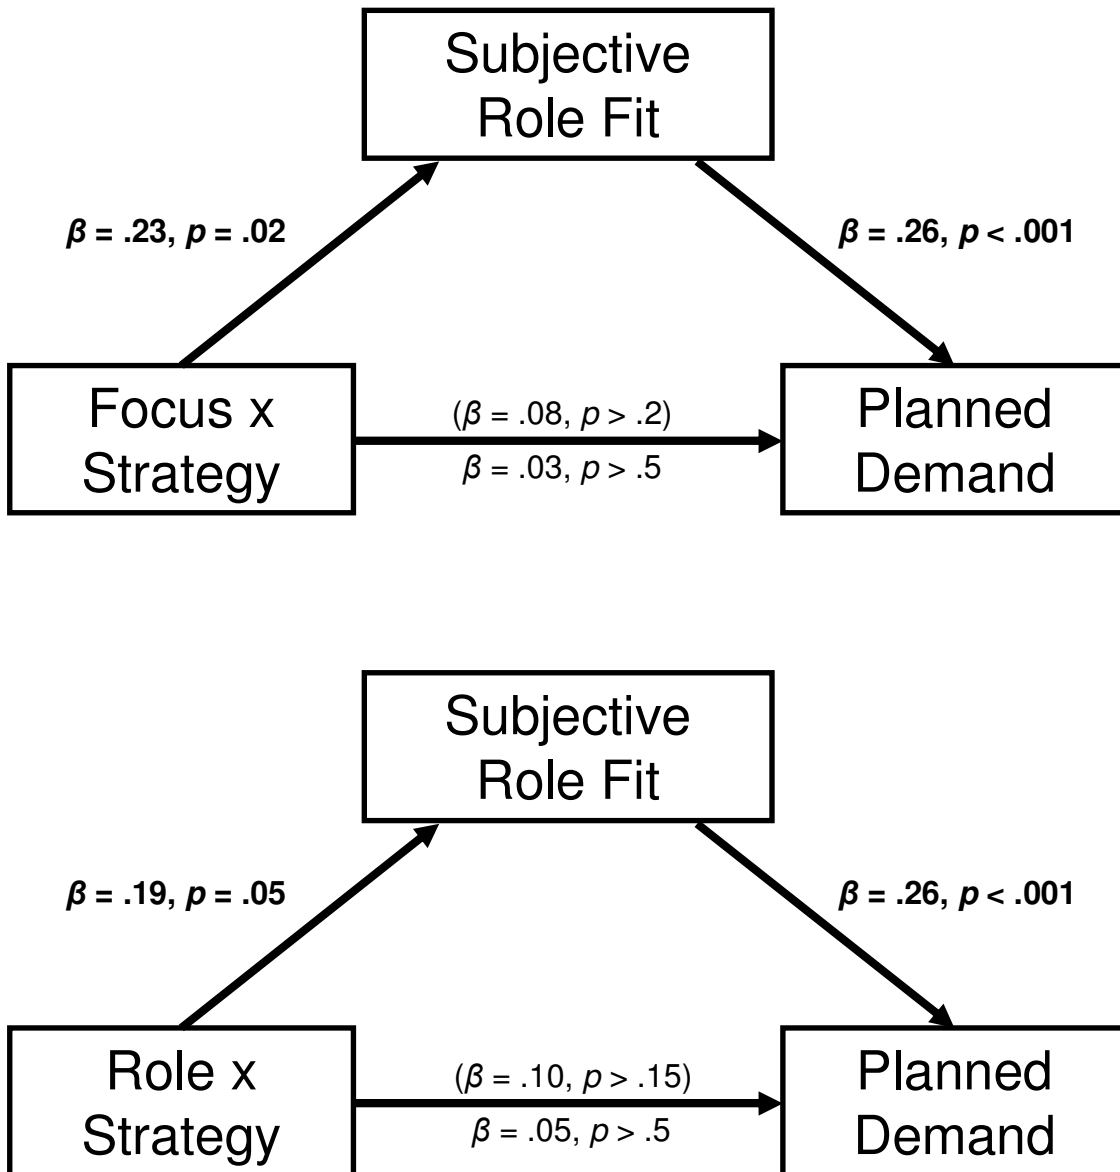 Subjective
Role Fit
β = .23, p = .02
β = .26, p < .001
Focus x
Strategy
(β = .08, p > .2)
β = .03, p > .5
Planned
Demand
Subjective
Role Fit
β = .19, p = .05
β = .26, p < .001
Role x
Strategy
(β = .10, p > .15)
β = .05, p > .5
Planned
Demand